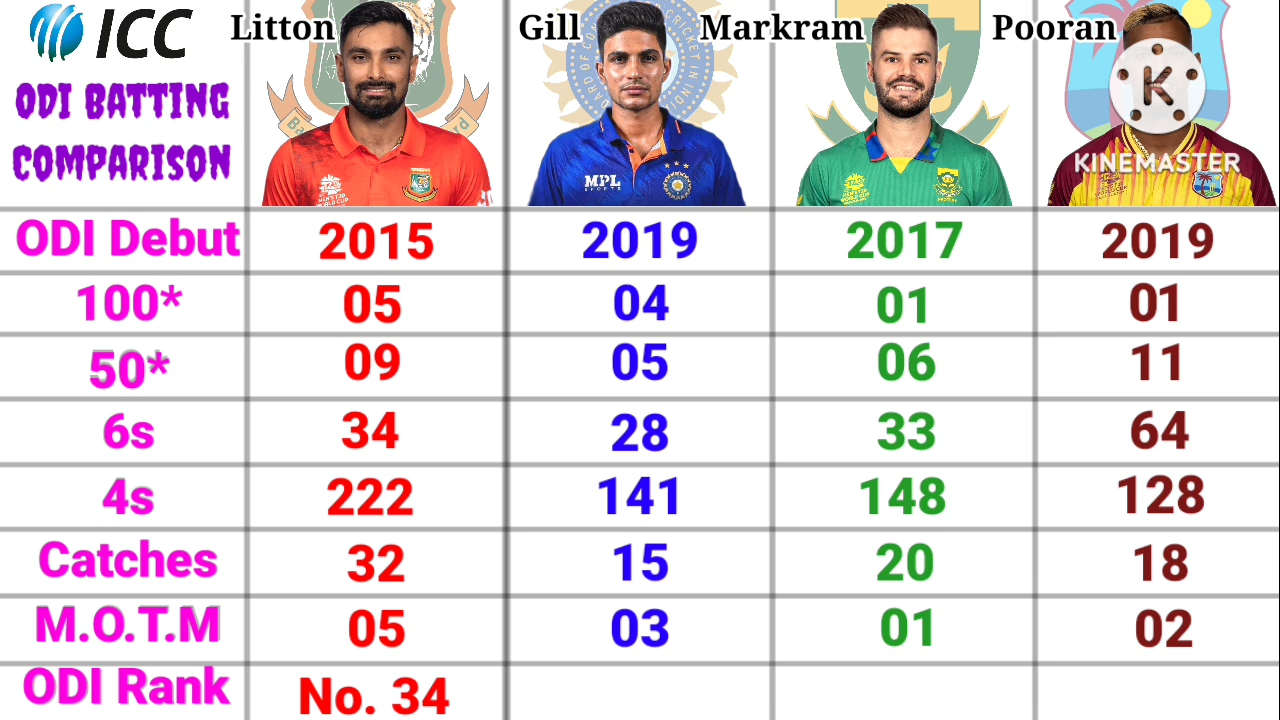 ICC Litton Gill Markram Pooran
ODI BATTING
COMPARISON
K
KINEMASTER
MPL
SPORTS
ODI Debut 2015 2019 2017 2019
100* 05 04 01 01
50* 09 05 06 11
6s 34 28 33 64
4s 222 141 148 128
Catches 32 15 20 18
M.O.T.M 05 03 01 02
ODI Rank No. 34